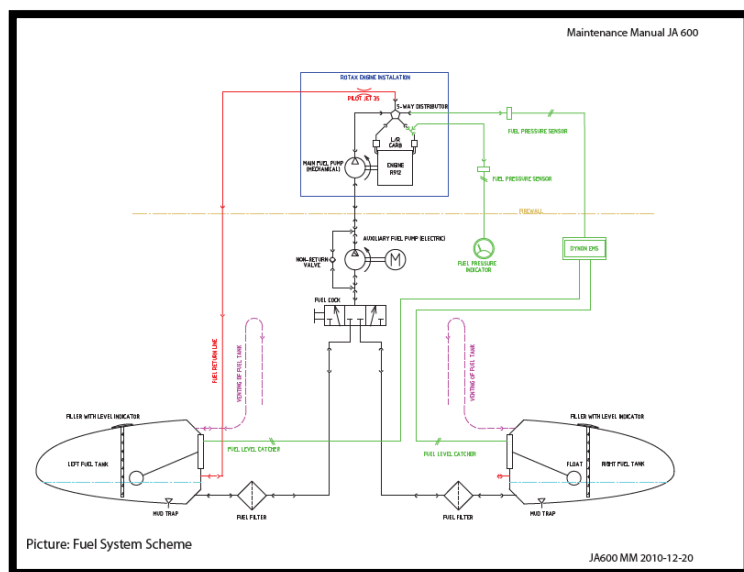 Maintenance Manual JA 600
ROTAX ENGINE INSTALATION
PILOT JET 35
5-WAY DISTRIBUTOR
L/R
CARB
FUEL PRESSURE SENSOR
MAIN FUEL PUMP
(MECHANICAL)
ENGINE
R912
FUEL PRESSURE SENSOR
FIREWALL
AUXILIARY FUEL PUMP (ELECTRIC)
NON-RETURN
VALVE
M
DYNON EMS
FUEL PRESSURE
INDICATOR
FUEL COCK
FUEL RETURN LINE
VENTING OF FUEL TANK
VENTING OF FUEL TANK
FILLER WITH LEVEL INDICATOR
FILLER WITH LEVEL INDICATOR
FUEL LEVEL CATCHER
FUEL LEVEL CATCHER
LEFT FUEL TANK
FLOAT
RIGHT FUEL TANK
MUD TRAP
FUEL FILTER
FUEL FILTER
MUD TRAP
Picture: Fuel System Scheme
JA600 MM 2010-12-20